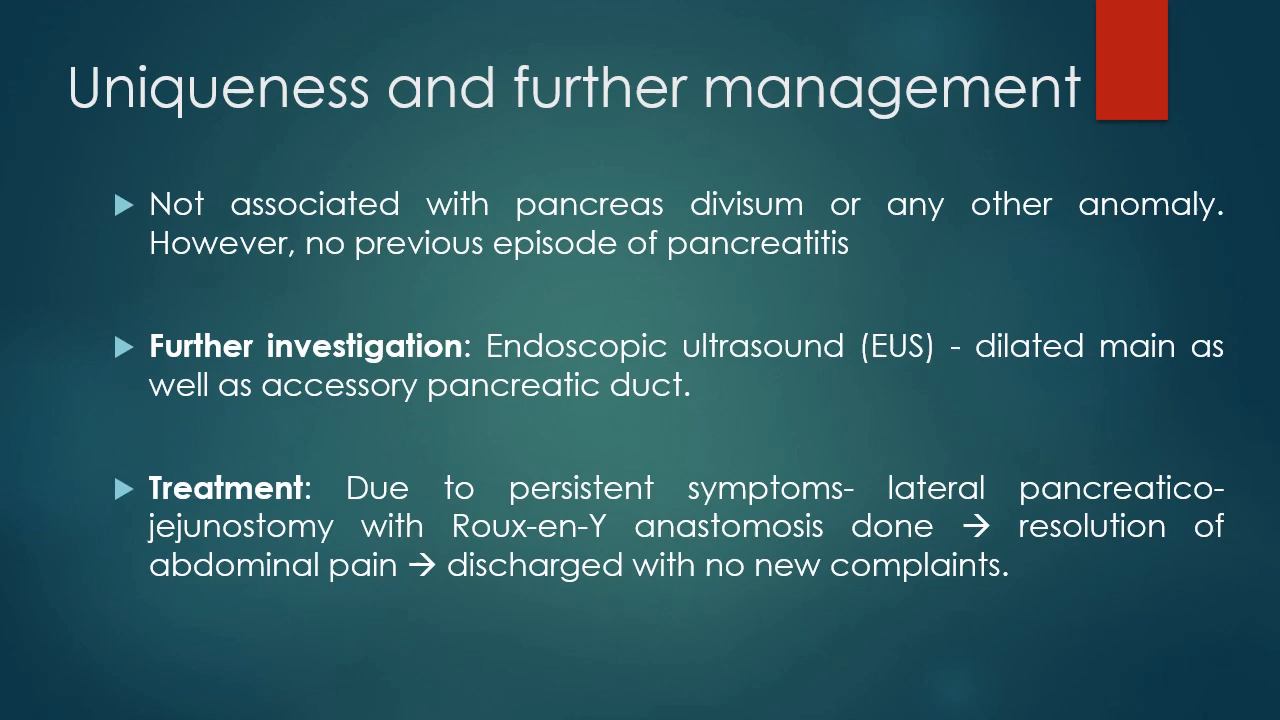 Uniqueness and further management
Not associated with pancreas divisum or any other anomaly.
However, no previous episode of pancreatitis
Further investigation: Endoscopic ultrasound (EUS) - dilated main as
well as accessory pancreatic duct.
Treatment: Due to persistent symptoms- lateral pancreatico-
jejunostomy with Roux-en-Y anastomosis done → resolution of
abdominal pain → discharged with no new complaints.